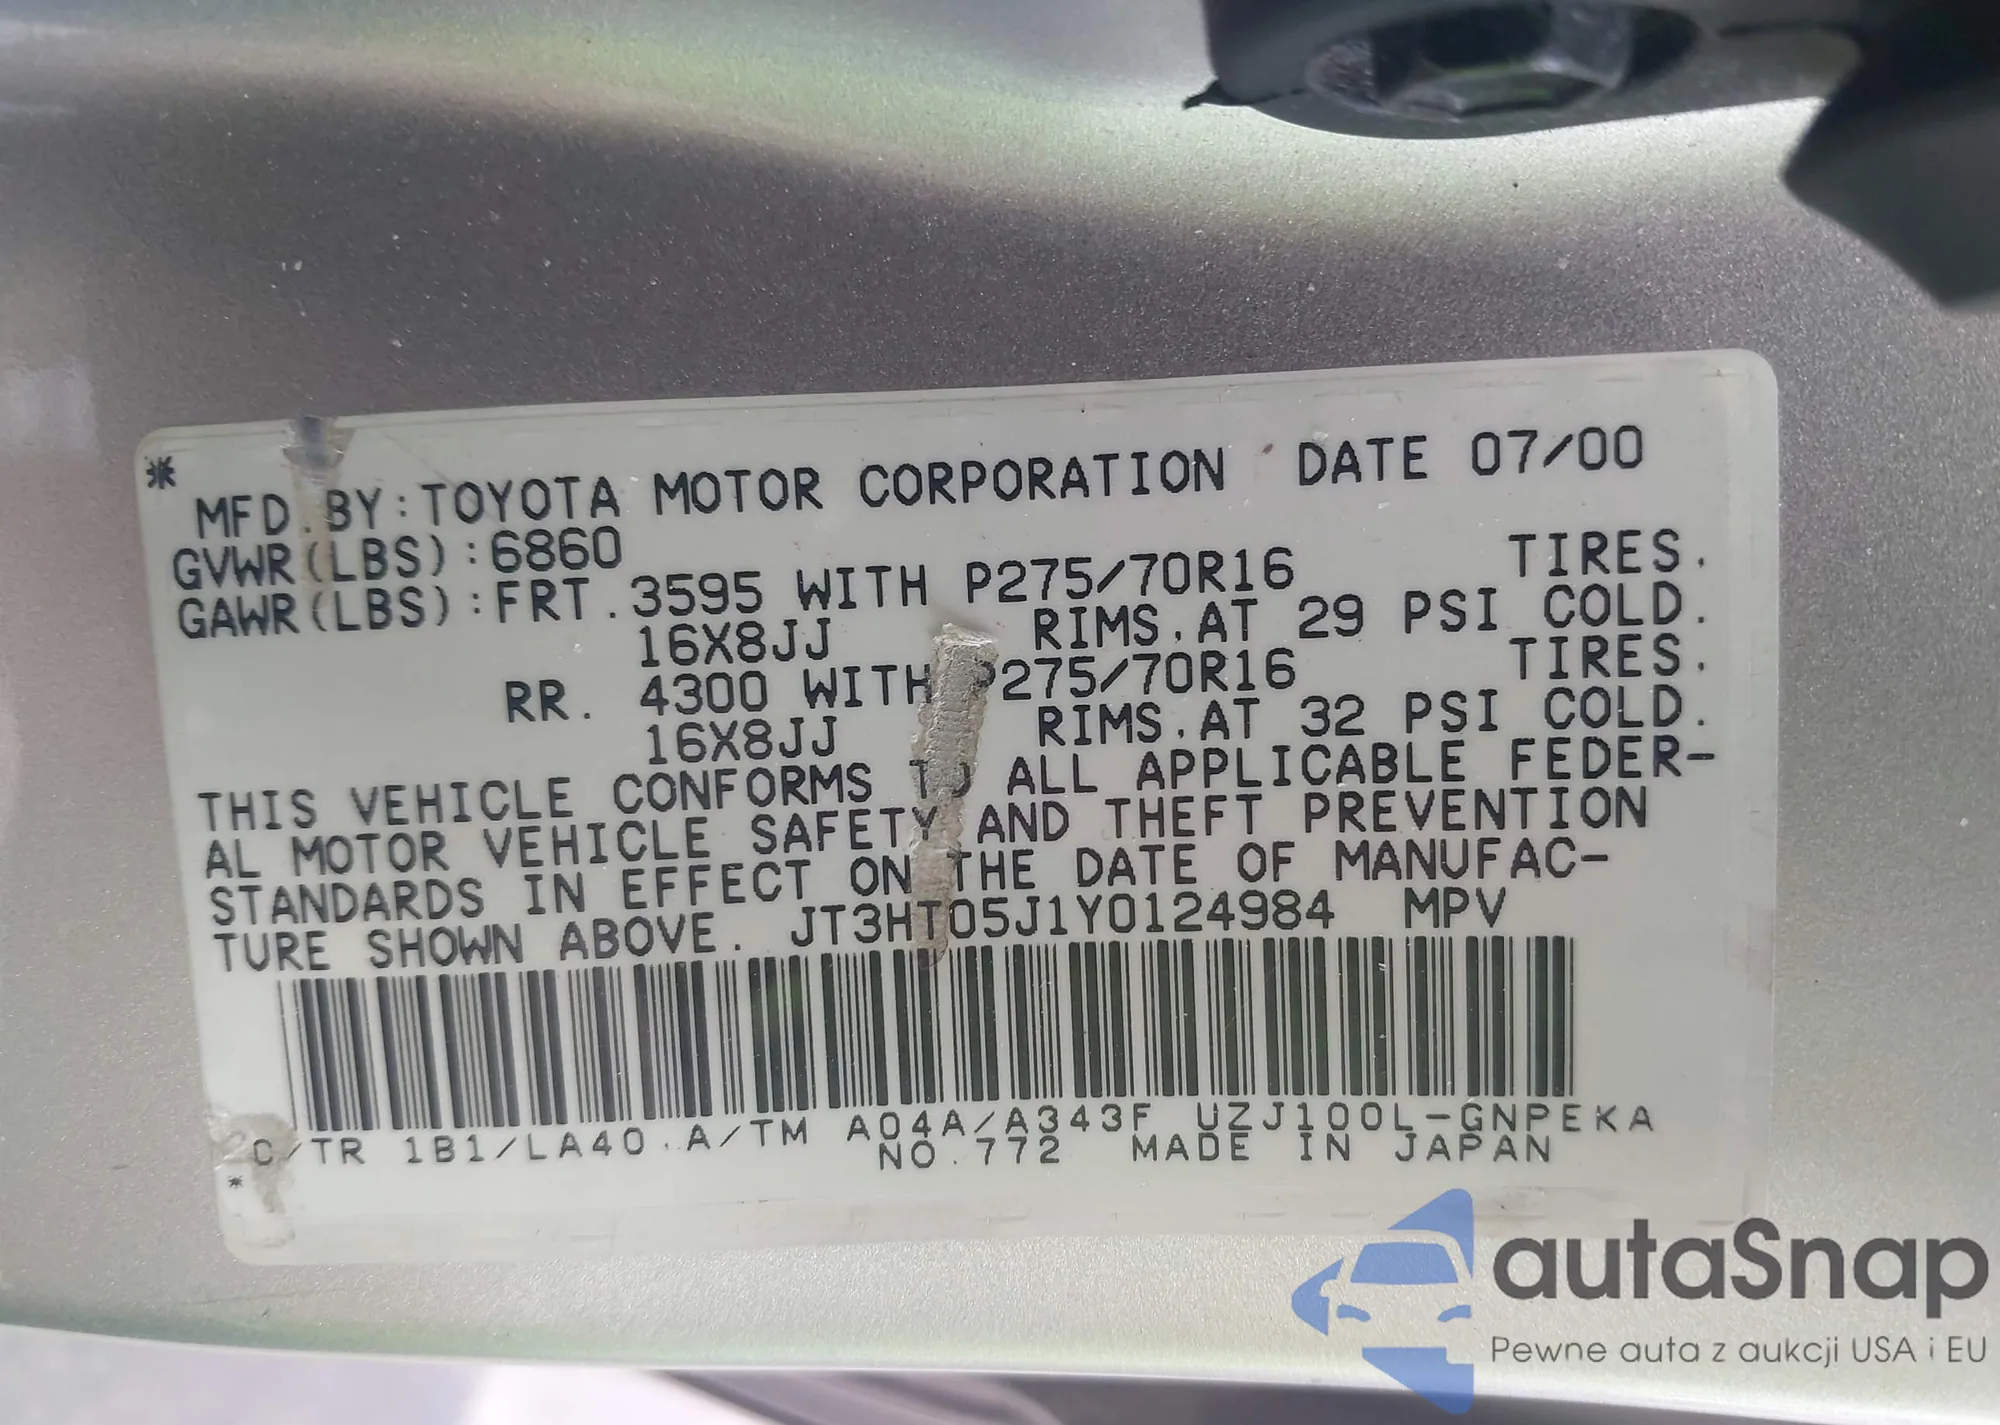 *
MFD.BY:TOYOTA MOTOR CORPORATION DATE 07/00
GVWR(LBS):6860
GAWR(LBS):FRT.3595 WITH P275/70R16 TIRES.
16X8JJ RIMS.AT 29 PSI COLD.
RR. 4300 WITH P275/70R16 TIRES.
16X8JJ RIMS.AT 32 PSI COLD.
THIS VEHICLE CONFORMS TO ALL APPLICABLE FEDER-
AL MOTOR VEHICLE SAFETY AND THEFT PREVENTION
STANDARDS IN EFFECT ON THE DATE OF MANUFAC-
TURE SHOWN ABOVE. JT3HT05J1Y0124984 MPV
C/TR 1B1/LA40 .A/TM A04A/A343F UZJ100L-GNPEKA
* NO.772 MADE IN JAPAN
autaSnap
Pewne auta z aukcji USA i EU